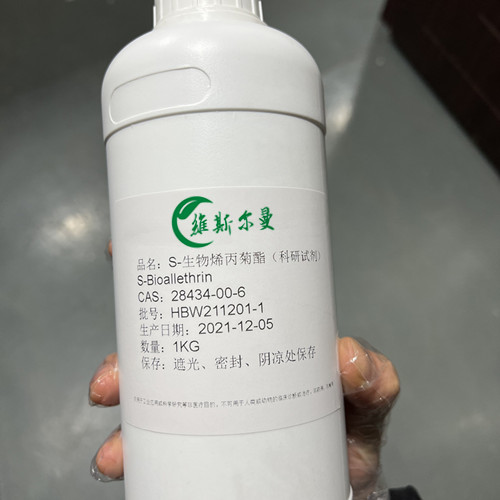 维斯尔曼
品名：S-生物烯丙菊酯（科研试剂）
S-Bioallethrin
CAS：28434-00-6
批号：HBW211201-1
生产日期：2021-12-05
数量：1KG
保存：遮光、密封、阴凉处保存